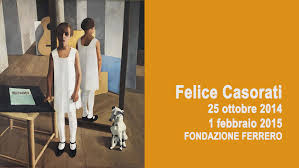 Felice Casorati
25 ottobre 2014
1 febbraio 2015
FONDAZIONE FERRERO